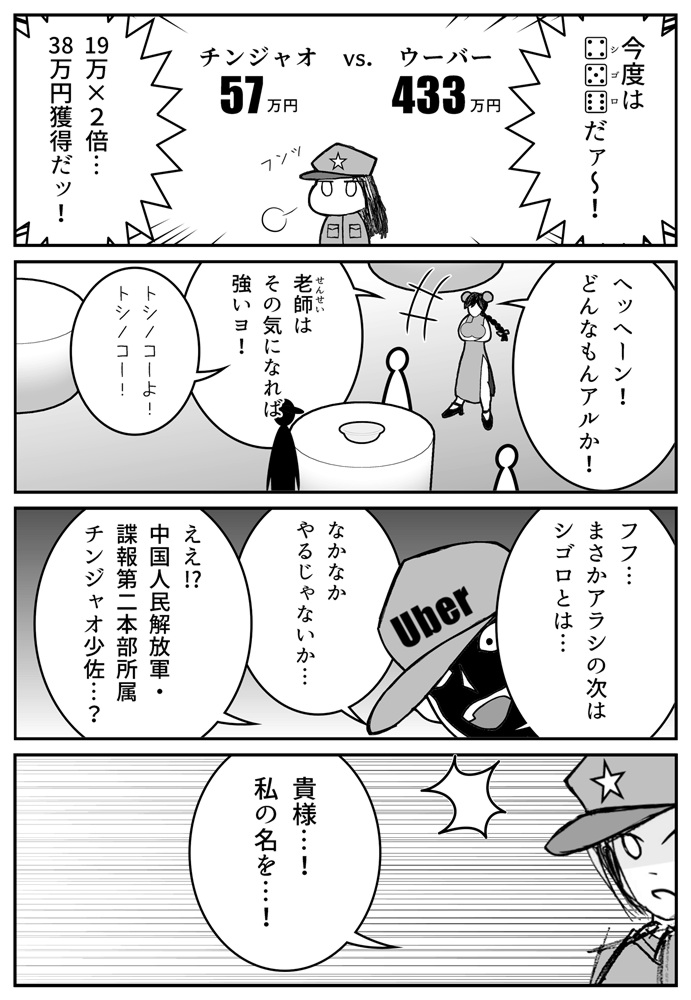 今度は
シゴロ
だァ〜!
チンジャオ vs. ウーバー
57万円 433万円
フンッ
19万×2倍…
38万円獲得だッ!
ヘッヘーン!
どんなもんアルか!
老師は
せんせい
その気になれば
強いヨ!
トシノコーよ!
トシノコー!
フフ…
まさかアラシの次は
シゴロとは…
Uber
なかなか
やるじゃないか…
ええ!?
中国人民解放軍・
諜報第二本部所属
チンジャオ少佐…?
貴様…!
私の名を…!